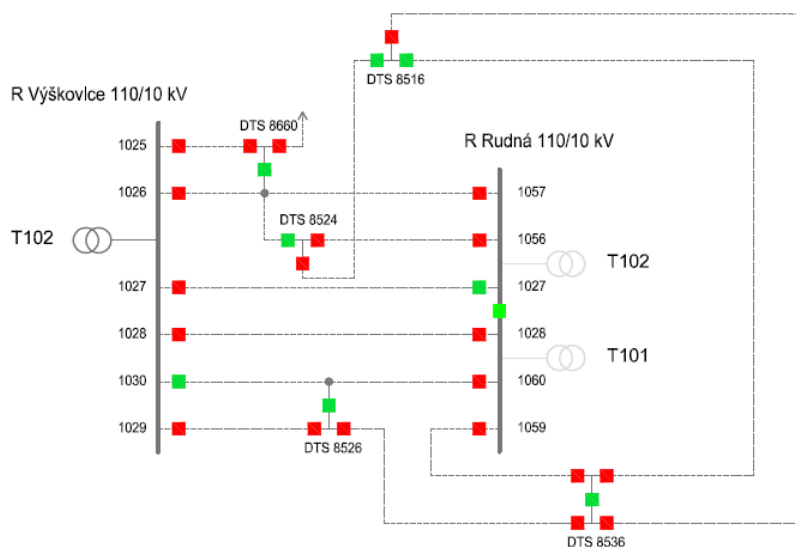 DTS 8516
R Výškovlce 110/10 kV
DTS 8660
R Rudná 110/10 kV
1025
1026
1057
DTS 8524
T102
1056
T102
1027
1027
1028
1028
T101
1030
1060
1029
1059
DTS 8526
DTS 8536